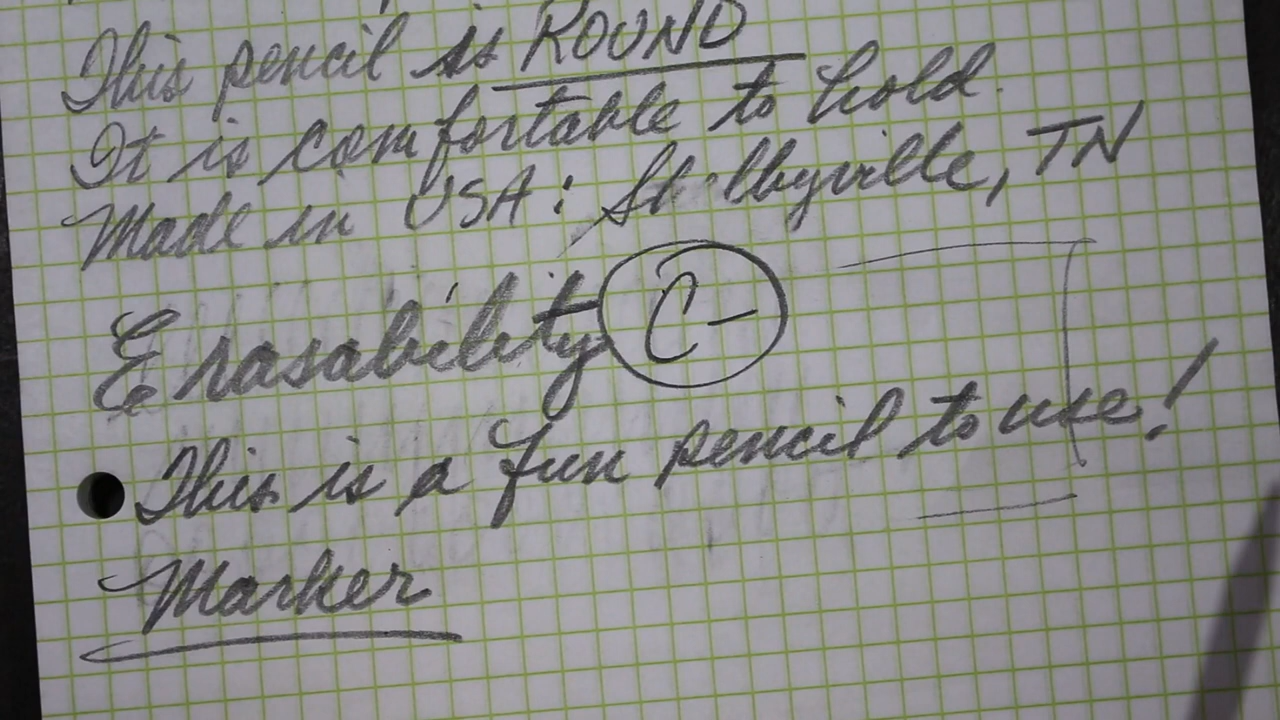 This pencil is ROUND
It is comfortable to hold.
Made in USA: Shelbyville, TN
Erasability C-
This is a fun pencil to use!
Marker